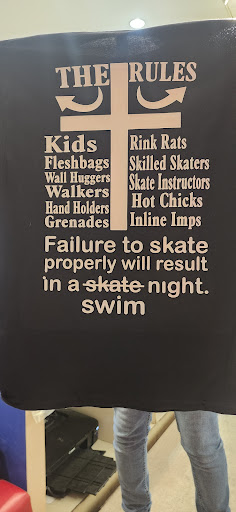 THE RULES
Kids
Fleshbags
Wall Huggers
Walkers
Hand Holders
Grenades
Rink Rats
Skilled Skaters
Skate Instructors
Hot Chicks
Inline Imps
Failure to skate
properly will result
in a skate night.
swim